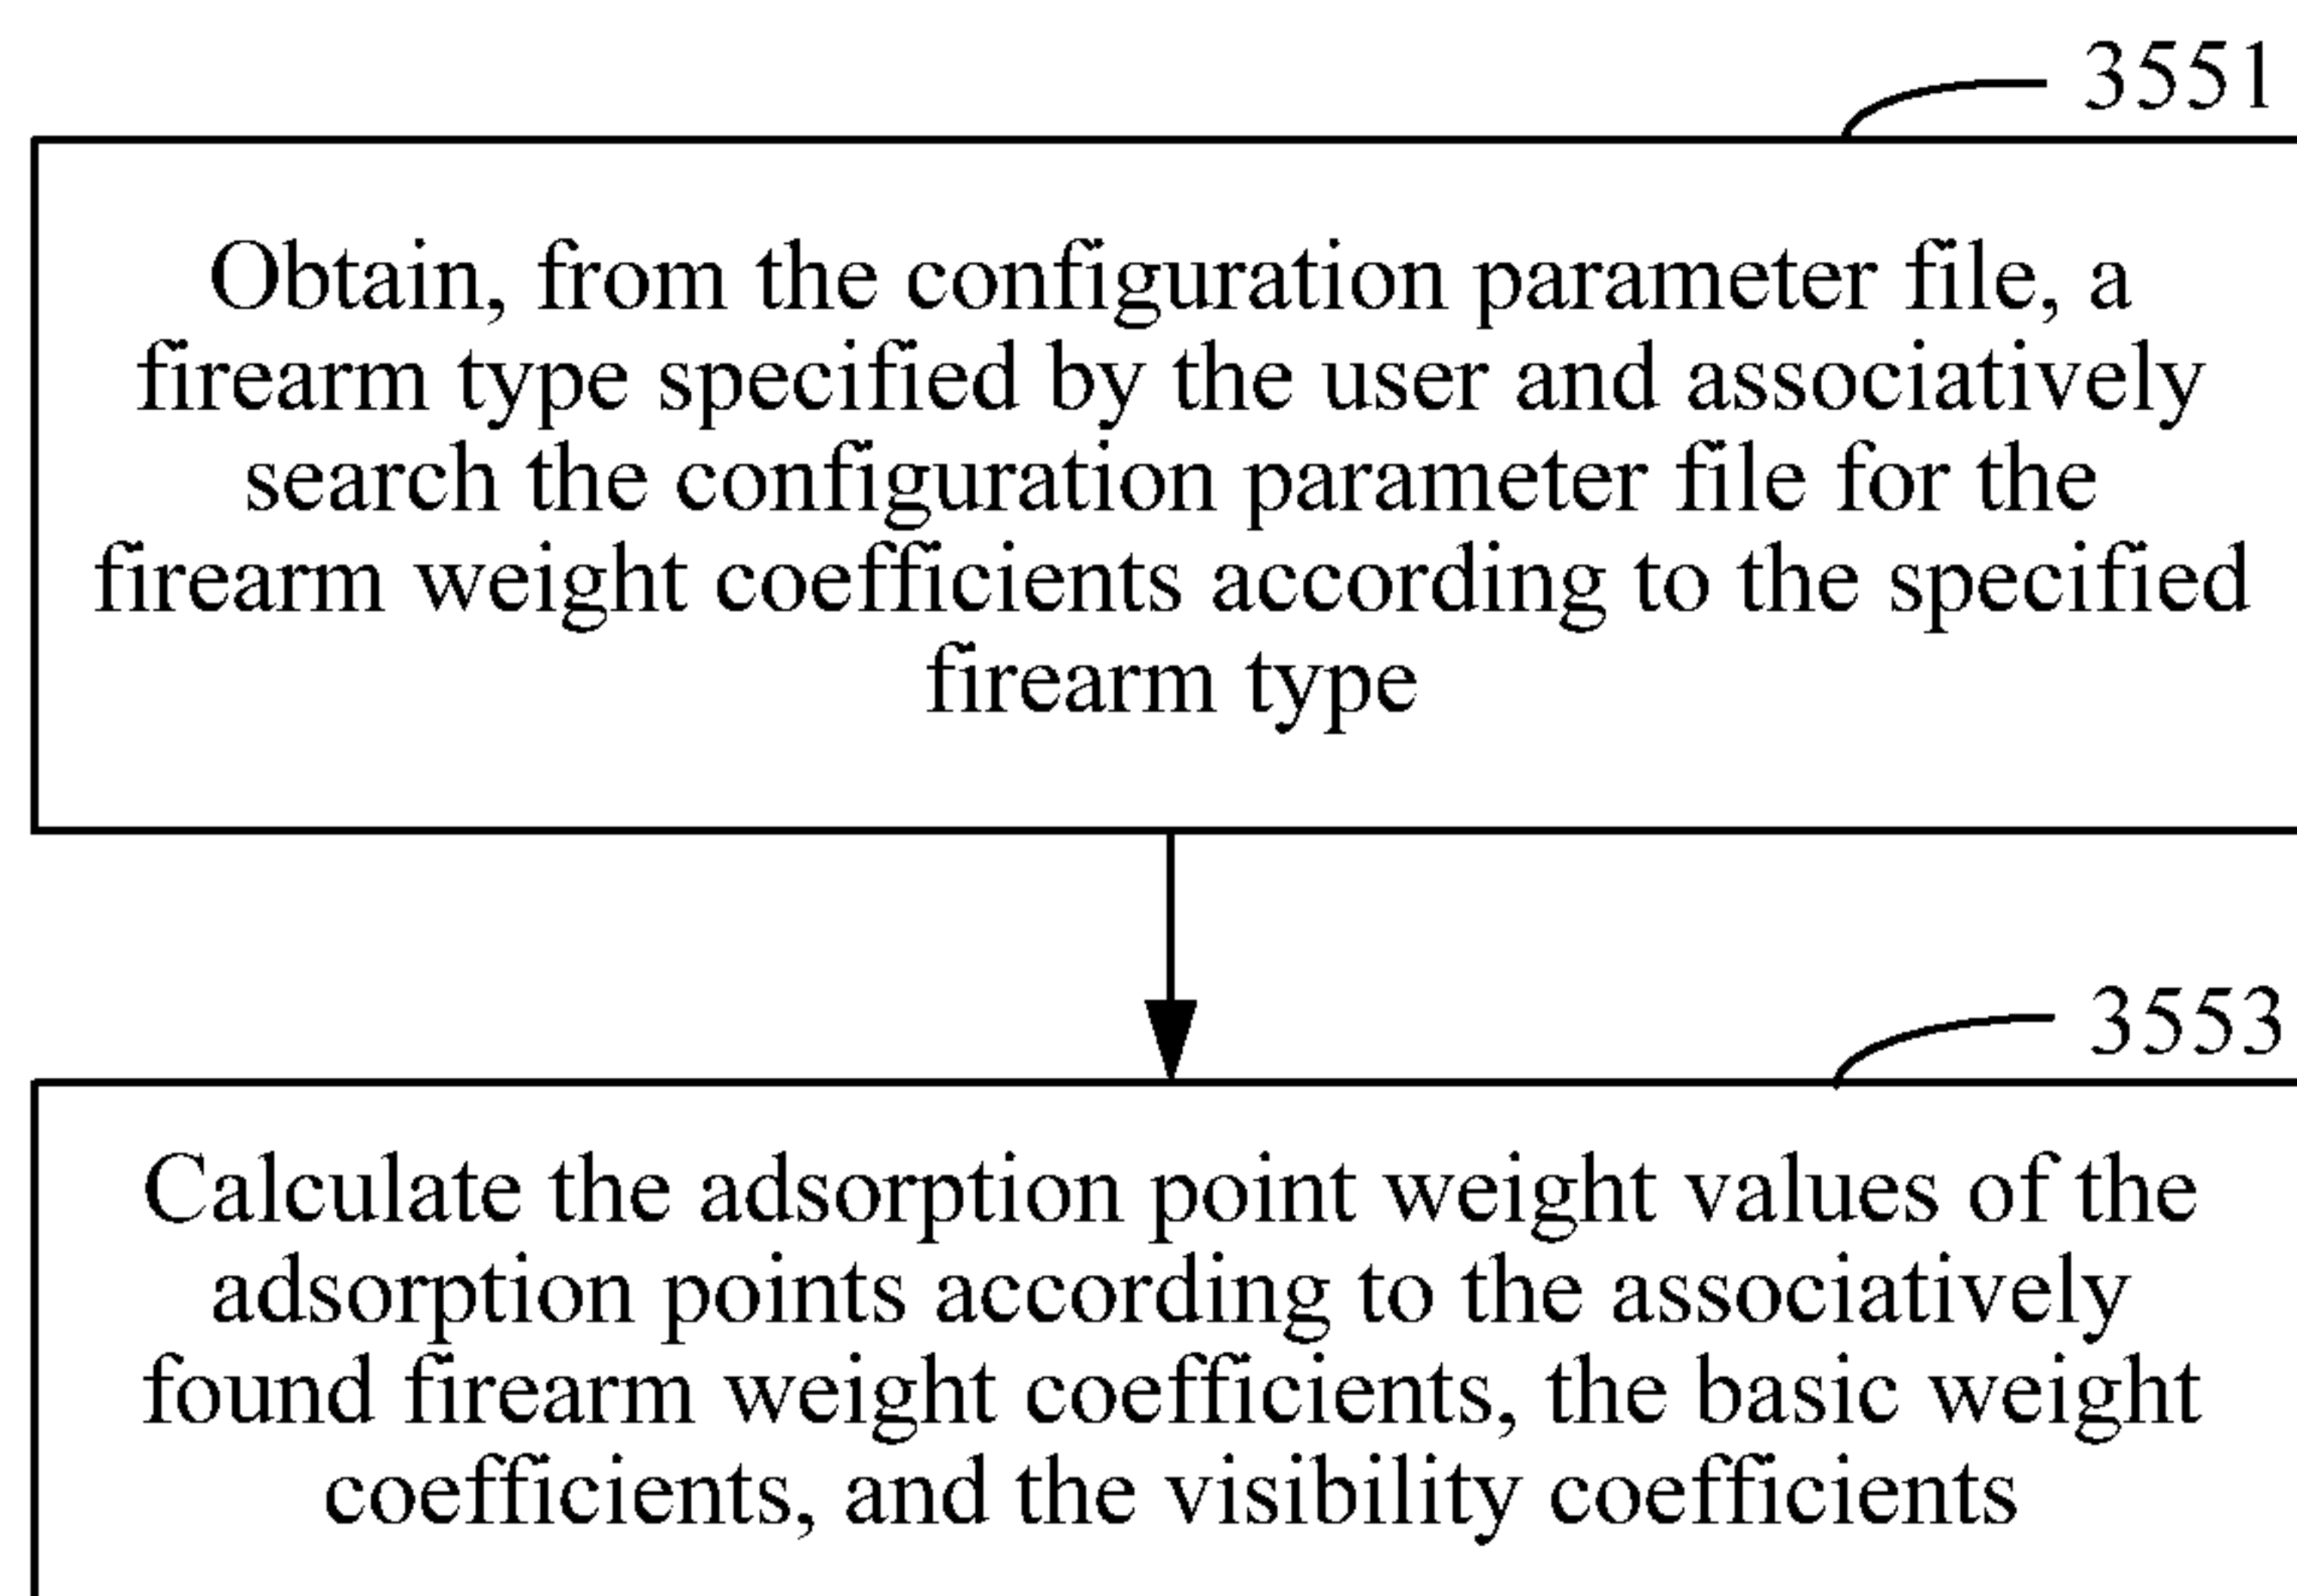 3551
Obtain, from the configuration parameter file, a
firearm type specified by the user and associatively
search the configuration parameter file for the
firearm weight coefficients according to the specified
firearm type
3553
Calculate the adsorption point weight values of the
adsorption points according to the associatively
found firearm weight coefficients, the basic weight
coefficients, and the visibility coefficients